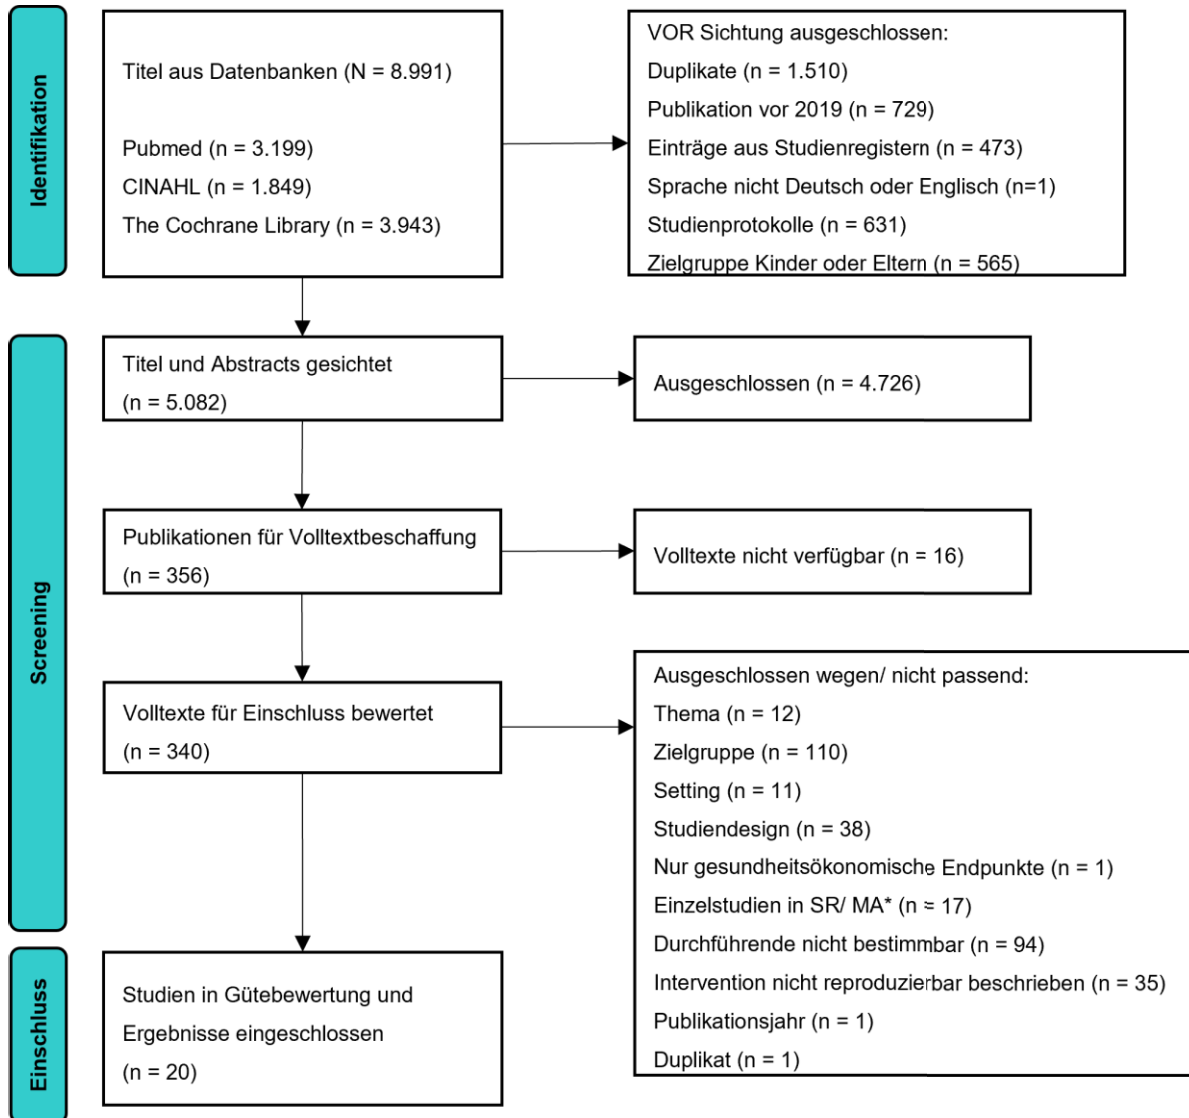 Identifikation
Titel aus Datenbanken (N = 8.991)
Pubmed (n = 3.199)
CINAHL (n = 1.849)
The Cochrane Library (n = 3.943)
VOR Sichtung ausgeschlossen:
Duplikate (n = 1.510)
Publikation vor 2019 (n = 729)
Einträge aus Studienregistern (n = 473)
Sprache nicht Deutsch oder Englisch (n=1)
Studienprotokolle (n = 631)
Zielgruppe Kinder oder Eltern (n = 565)
Screening
Titel und Abstracts gesichtet
(n = 5.082)
Ausgeschlossen (n = 4.726)
Publikationen für Volltextbeschaffung
(n = 356)
Volltexte nicht verfügbar (n = 16)
Volltexte für Einschluss bewertet
(n = 340)
Ausgeschlossen wegen/ nicht passend:
Thema (n = 12)
Zielgruppe (n = 110)
Setting (n = 11)
Studiendesign (n = 38)
Nur gesundheitsökonomische Endpunkte (n = 1)
Einzelstudien in SR/ MA* (n = 17)
Durchführende nicht bestimmbar (n = 94)
Intervention nicht reproduzierbar beschrieben (n = 35)
Publikationsjahr (n = 1)
Duplikat (n = 1)
Einschluss
Studien in Gütebewertung und
Ergebnisse eingeschlossen
(n = 20)